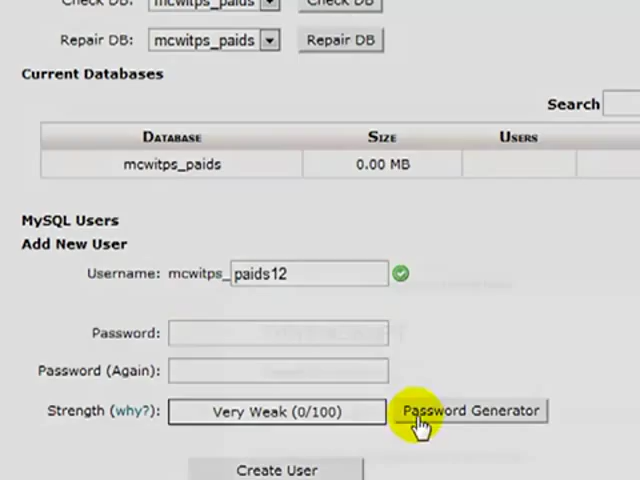 Check DB: mcwitps_paids Check DB
Repair DB: mcwitps_paids Repair DB
Current Databases
Search
DATABASE SIZE USERS
mcwitps_paids 0.00 MB
MySQL Users
Add New User
Username: mcwitps_ paids12
Password:
Password (Again):
Strength (why?): Very Weak (0/100) Password Generator
Create User